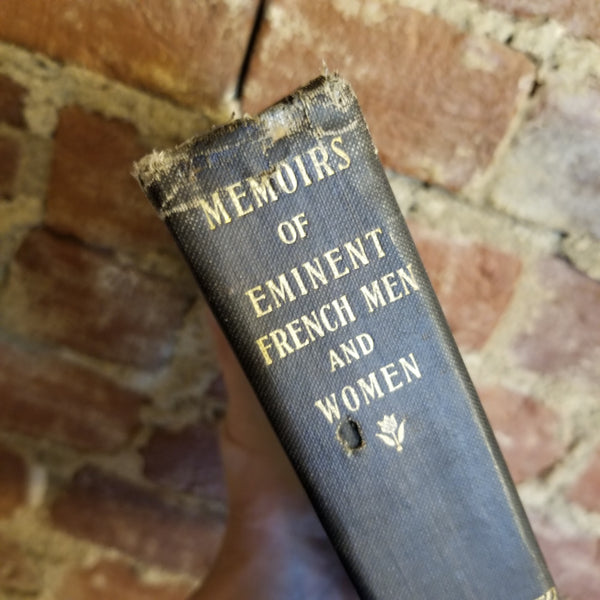 MEMOIRS
OF
EMINENT
FRENCH MEN
AND
WOMEN